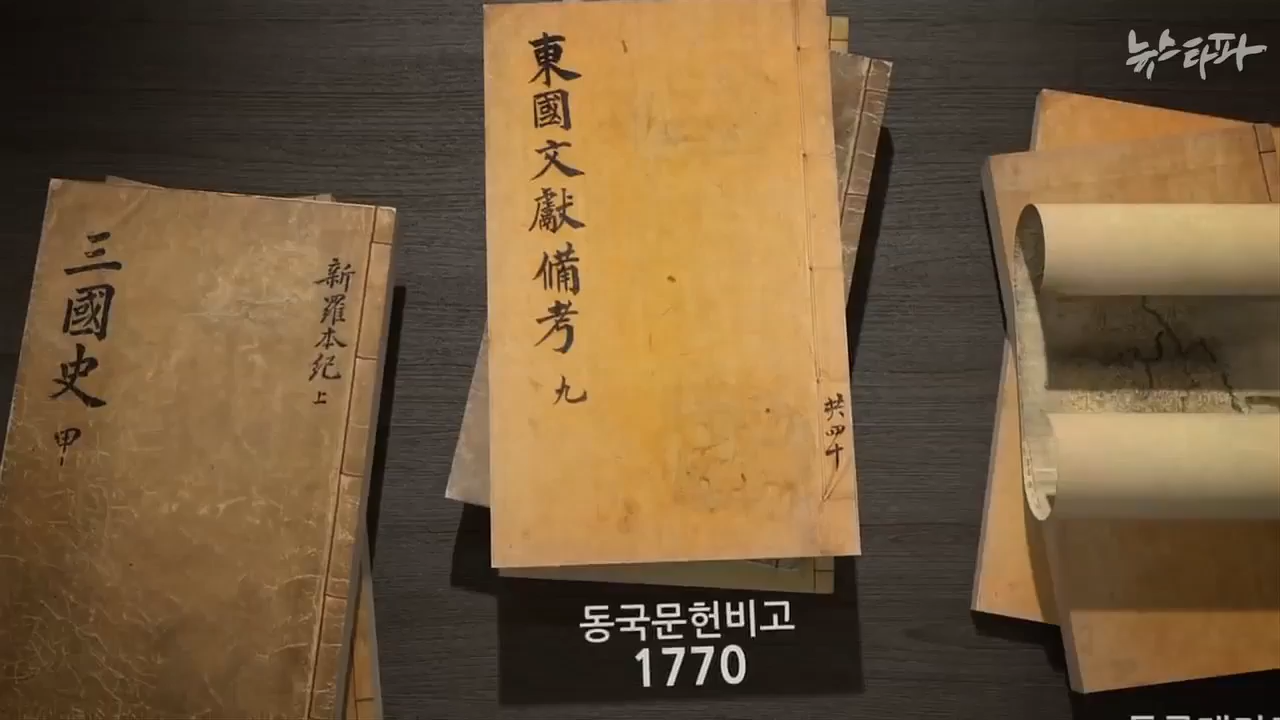 뉴스타파
三國史
甲
新羅本紀
上
東國文獻備考
九
共四十
동국문헌비고
1770